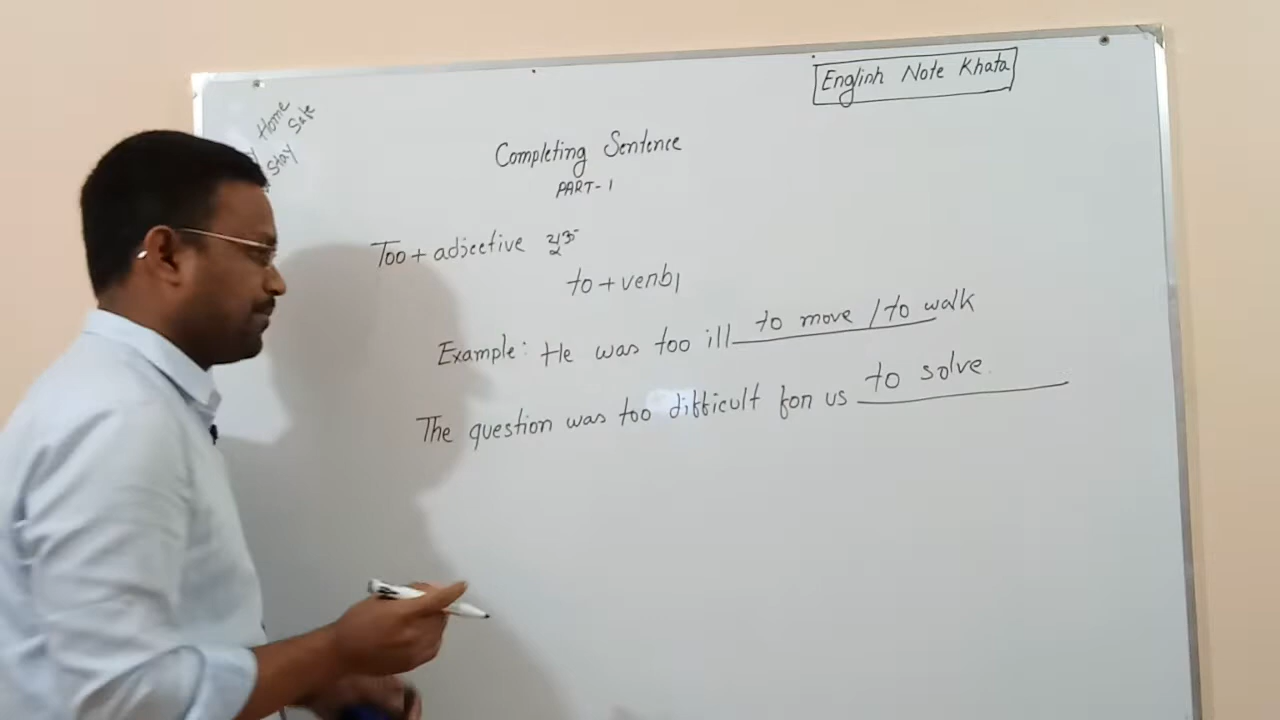 English Note Khata
Home
Stay Safe
Completing Sentence
PART-1
Too + adjective যুক্ত
to + verb1
Example: He was too ill to move / to walk
The question was too difficult for us to solve.